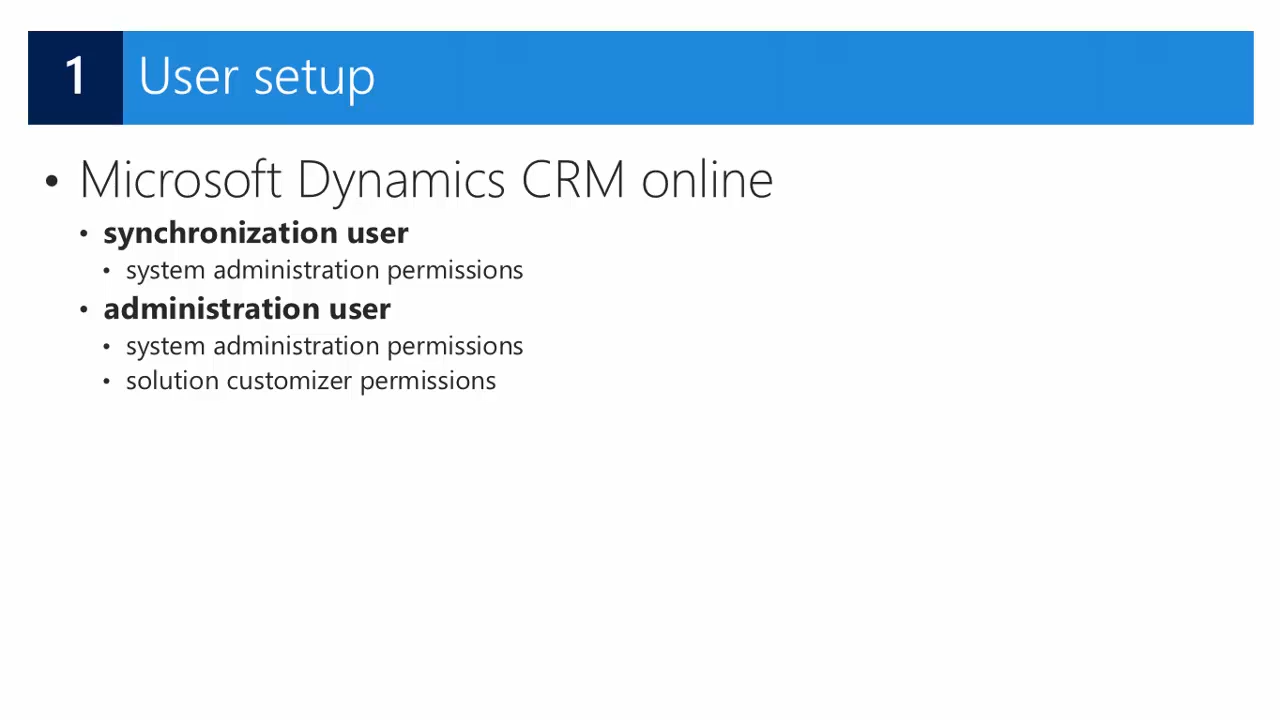 1 User setup
• Microsoft Dynamics CRM online
• synchronization user
• system administration permissions
• administration user
• system administration permissions
• solution customizer permissions